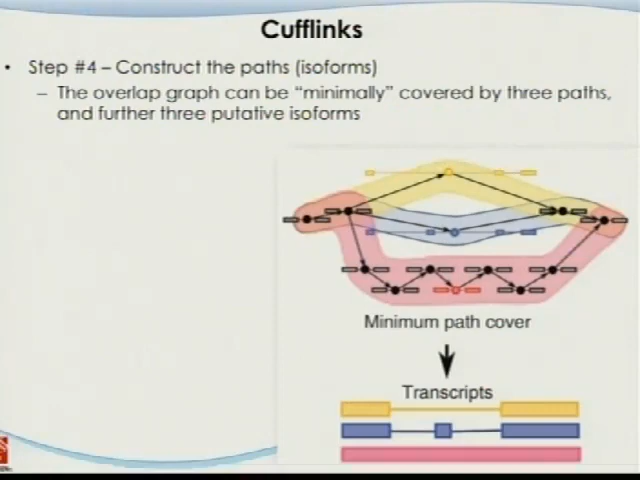 Cufflinks
• Step #4 – Construct the paths (isoforms)
– The overlap graph can be "minimally" covered by three paths,
and further three putative isoforms
Minimum path cover
Transcripts